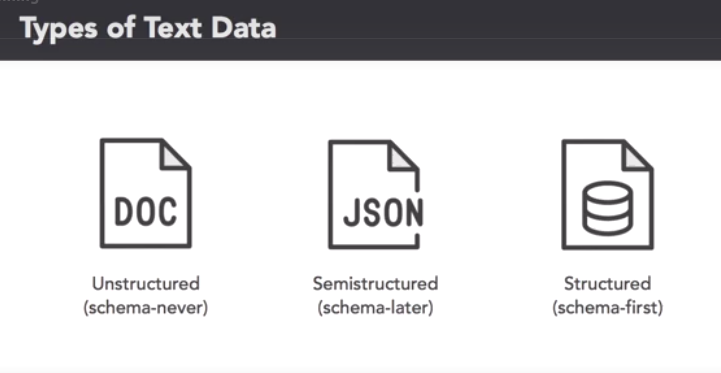 Types of Text Data
DOC
JSON
Unstructured
(schema-never)
Semistructured
(schema-later)
Structured
(schema-first)